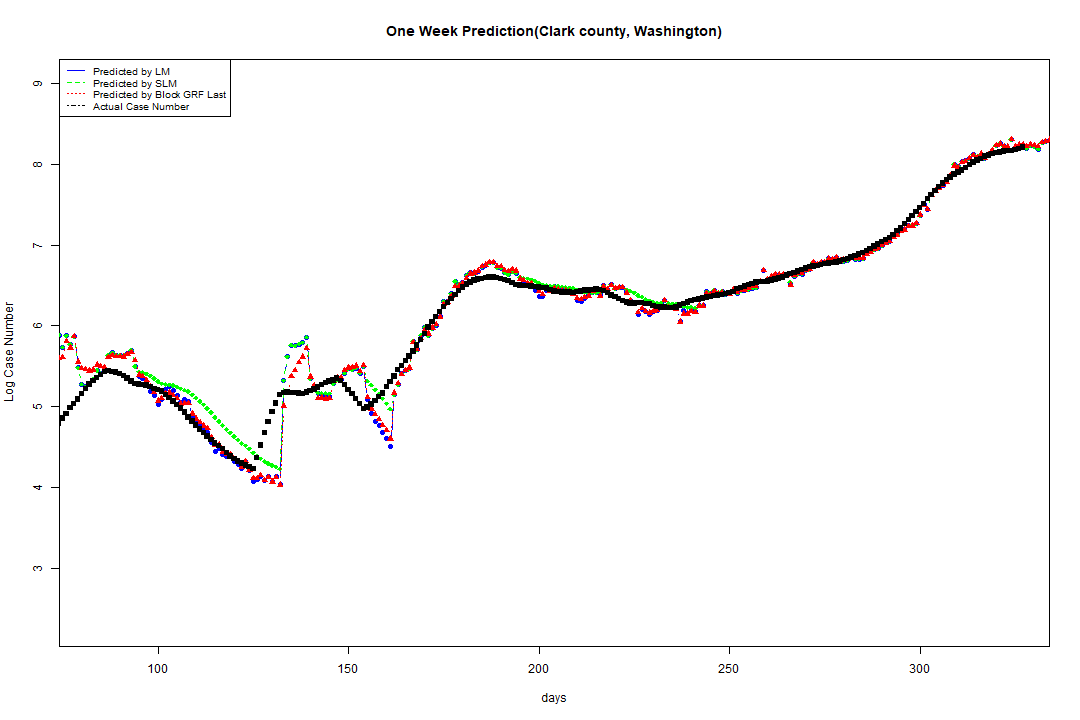 One Week Prediction(Clark county, Washington)
Predicted by LM
Predicted by SLM
Predicted by Block GRF Last
Actual Case Number
9
8
7
6
5
4
3
Log Case Number
100 150 200 250 300
days